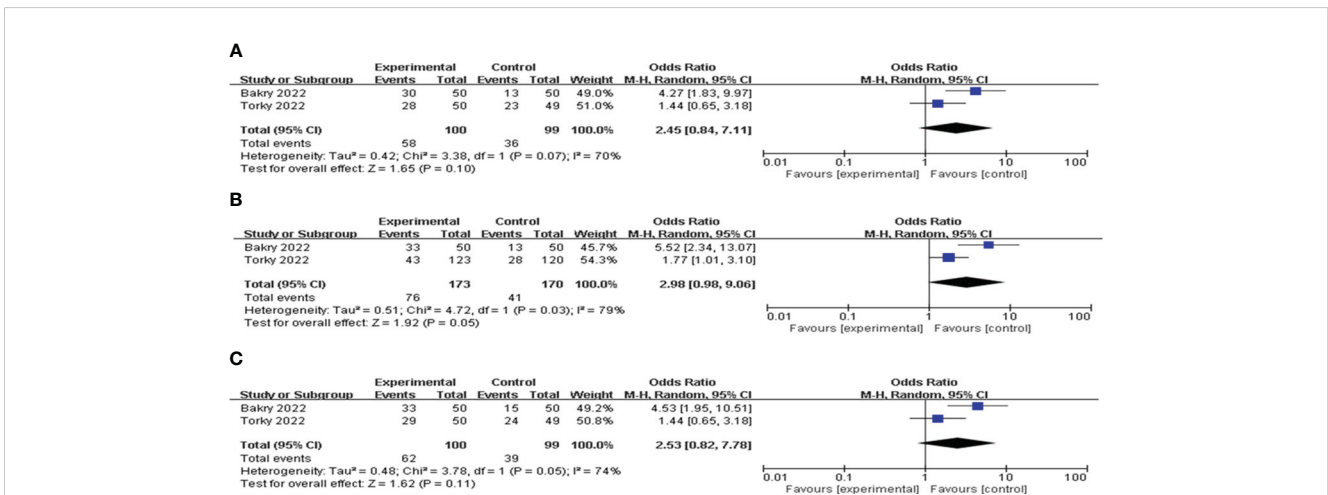 A
Experimental Control Odds Ratio Odds Ratio
Study or Subgroup Events Total Events Total Weight M-H, Random, 95% CI M-H, Random, 95% CI
Bakry 2022 30 50 13 50 49.0% 4.27 [1.83, 9.97]
Torky 2022 28 50 23 49 51.0% 1.44 [0.65, 3.18]
Total (95% CI) 100 99 100.0% 2.45 [0.84, 7.11]
Total events 58 36
Heterogeneity: Tau² = 0.42; Chi² = 3.38, df = 1 (P = 0.07); I² = 70%
Test for overall effect: Z = 1.65 (P = 0.10)
0.01 0.1 1 10 100
Favours [experimental] Favours [control]
B
Experimental Control Odds Ratio Odds Ratio
Study or Subgroup Events Total Events Total Weight M-H, Random, 95% CI M-H, Random, 95% CI
Bakry 2022 33 50 13 50 45.7% 5.52 [2.34, 13.07]
Torky 2022 43 123 28 120 54.3% 1.77 [1.01, 3.10]
Total (95% CI) 173 170 100.0% 2.98 [0.98, 9.06]
Total events 76 41
Heterogeneity: Tau² = 0.51; Chi² = 4.72, df = 1 (P = 0.03); I² = 79%
Test for overall effect: Z = 1.92 (P = 0.05)
0.01 0.1 1 10 100
Favours [experimental] Favours [control]
C
Experimental Control Odds Ratio Odds Ratio
Study or Subgroup Events Total Events Total Weight M-H, Random, 95% CI M-H, Random, 95% CI
Bakry 2022 33 50 15 50 49.2% 4.53 [1.95, 10.51]
Torky 2022 29 50 24 49 50.8% 1.44 [0.65, 3.18]
Total (95% CI) 100 99 100.0% 2.53 [0.82, 7.78]
Total events 62 39
Heterogeneity: Tau² = 0.48; Chi² = 3.78, df = 1 (P = 0.05); I² = 74%
Test for overall effect: Z = 1.62 (P = 0.11)
0.01 0.1 1 10 100
Favours [experimental] Favours [control]